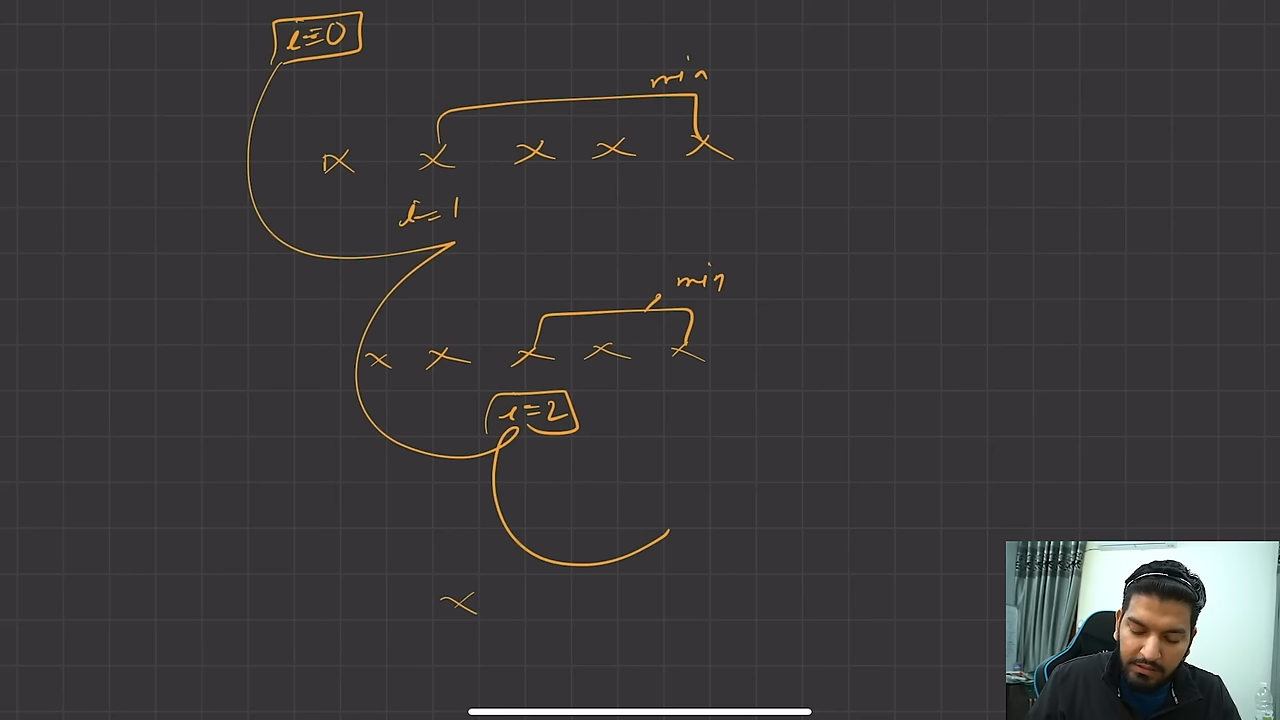 i=0
min
x x x x x
i=1
min
x x x x x
i=2
x